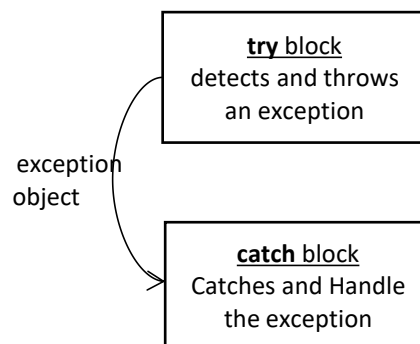 try block
detects and throws
an exception
exception
object
catch block
Catches and Handle
the exception